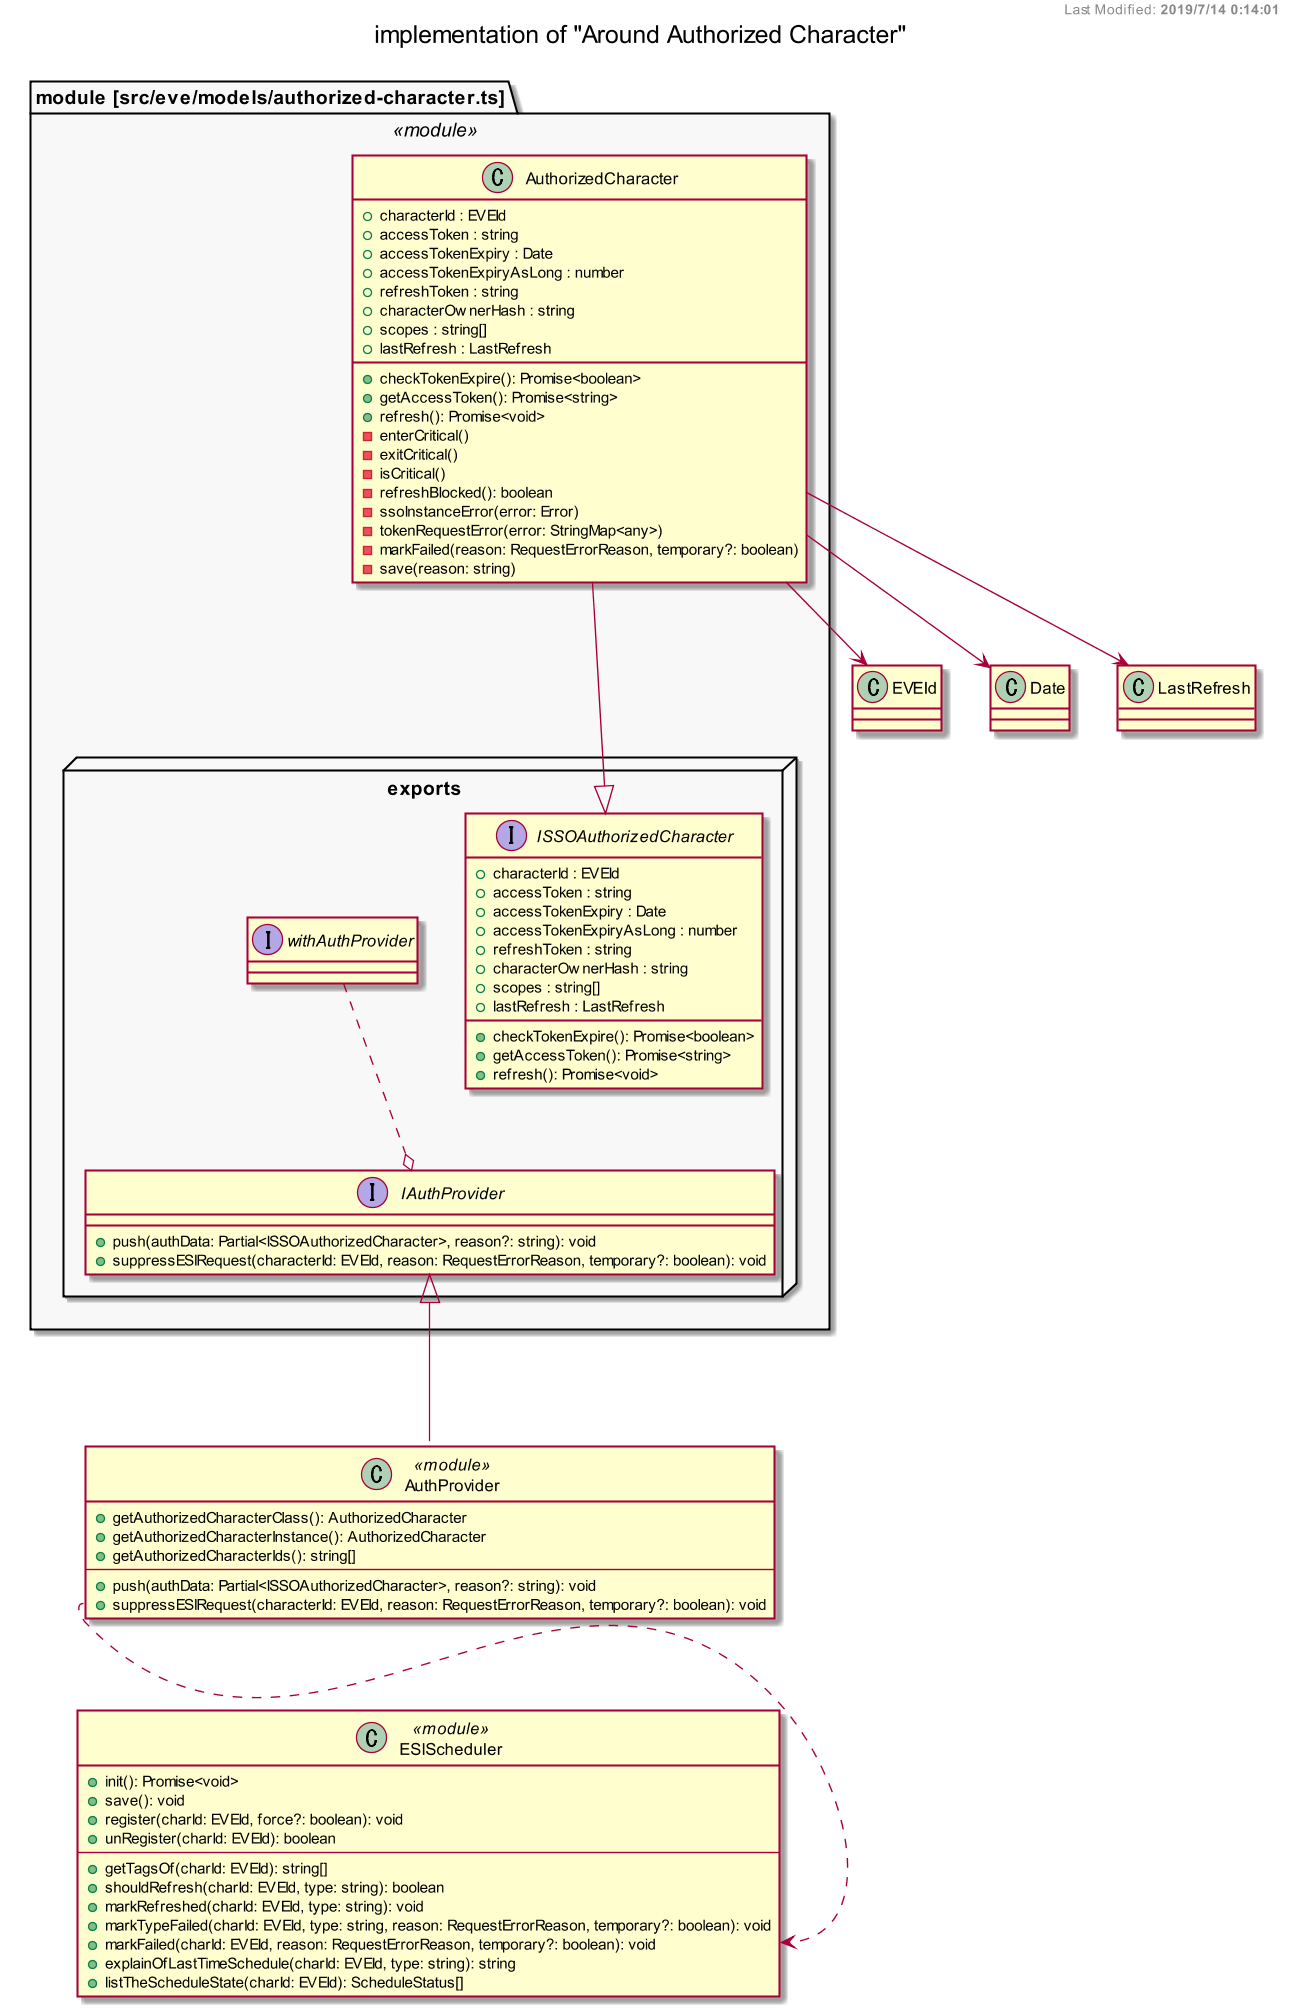 Last Modified: 2019/7/14 0:14:01
implementation of "Around Authorized Character"
module [src/eve/models/authorized-character.ts]
«module»
C AuthorizedCharacter
characterId : EVEId
accessToken : string
accessTokenExpiry : Date
accessTokenExpiryAsLong : number
refreshToken : string
characterOwnerHash : string
scopes : string[]
lastRefresh : LastRefresh
checkTokenExpire(): Promise<boolean>
getAccessToken(): Promise<string>
refresh(): Promise<void>
enterCritical()
exitCritical()
isCritical()
refreshBlocked(): boolean
ssoInstanceError(error: Error)
tokenRequestError(error: StringMap<any>)
markFailed(reason: RequestErrorReason, temporary?: boolean)
save(reason: string)
C EVEId
C Date
C LastRefresh
exports
I ISSOAuthorizedCharacter
characterId : EVEId
accessToken : string
accessTokenExpiry : Date
accessTokenExpiryAsLong : number
refreshToken : string
characterOwnerHash : string
scopes : string[]
lastRefresh : LastRefresh
checkTokenExpire(): Promise<boolean>
getAccessToken(): Promise<string>
refresh(): Promise<void>
I withAuthProvider
I IAuthProvider
push(authData: Partial<ISSOAuthorizedCharacter>, reason?: string): void
suppressESIRequest(characterId: EVEId, reason: RequestErrorReason, temporary?: boolean): void
«module»
C AuthProvider
getAuthorizedCharacterClass(): AuthorizedCharacter
getAuthorizedCharacterInstance(): AuthorizedCharacter
getAuthorizedCharacterIds(): string[]
push(authData: Partial<ISSOAuthorizedCharacter>, reason?: string): void
suppressESIRequest(characterId: EVEId, reason: RequestErrorReason, temporary?: boolean): void
«module»
C ESIScheduler
init(): Promise<void>
save(): void
register(charId: EVEId, force?: boolean): void
unRegister(charId: EVEId): boolean
getTagsOf(charId: EVEId): string[]
shouldRefresh(charId: EVEId, type: string): boolean
markRefreshed(charId: EVEId, type: string): void
markTypeFailed(charId: EVEId, type: string, reason: RequestErrorReason, temporary?: boolean): void
markFailed(charId: EVEId, reason: RequestErrorReason, temporary?: boolean): void
explainOfLastTimeSchedule(charId: EVEId, type: string): string
listTheScheduleState(charId: EVEId): ScheduleStatus[]